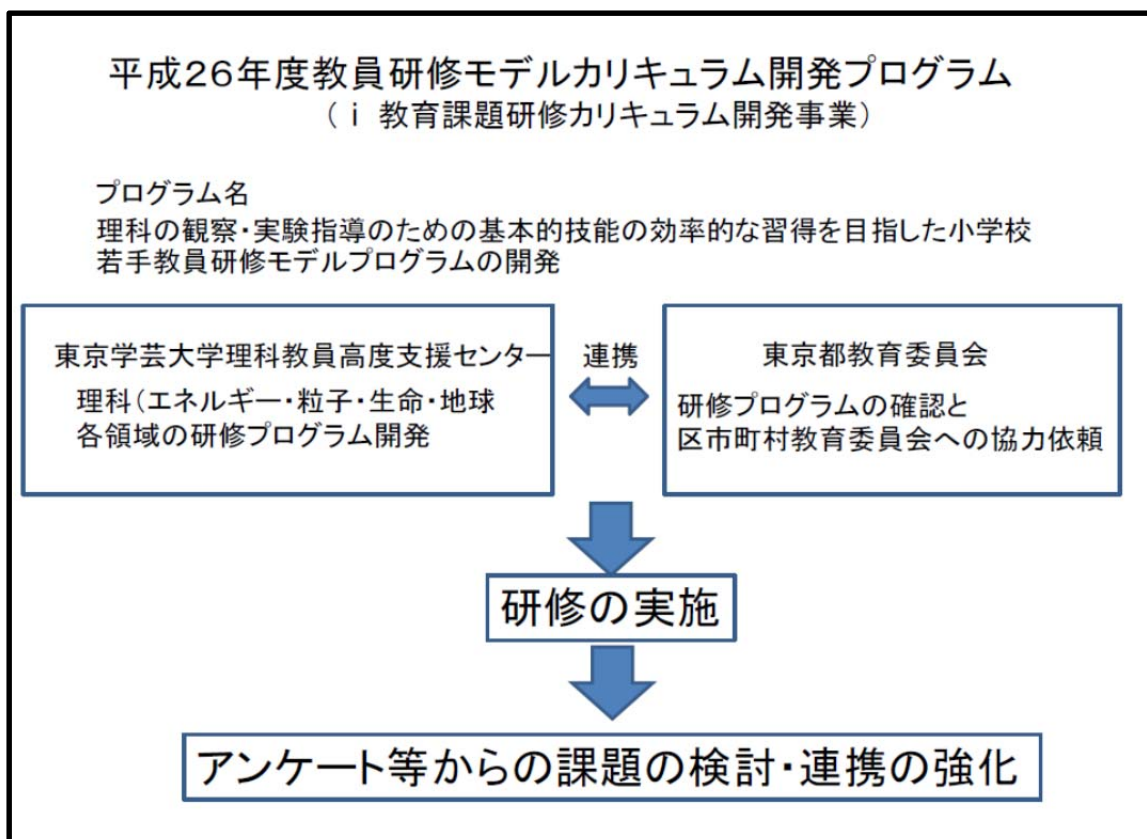 平成26年度教員研修モデルカリキュラム開発プログラム
(ⅰ 教育課題研修カリキュラム開発事業)
プログラム名
理科の観察・実験指導のための基本的技能の効率的な習得を目指した小学校
若手教員研修モデルプログラムの開発
東京学芸大学理科教員高度支援センター
理科(エネルギー・粒子・生命・地球
各領域の研修プログラム開発
連携
東京都教育委員会
研修プログラムの確認と
区市町村教育委員会への協力依頼
研修の実施
アンケート等からの課題の検討・連携の強化